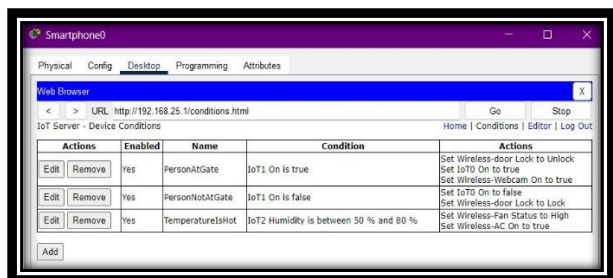 Smartphone0
Physical Config Desktop Programming Attributes
Web Browser X
< > URL http://192.168.25.1/conditions.html Go Stop
IoT Server - Device Conditions Home | Conditions | Editor | Log Out
Actions Enabled Name Condition Actions
Edit Remove Yes PersonAtGate IoT1 On is true Set Wireless-door Lock to Unlock
Set IoT0 On to true
Set Wireless-Webcam On to true
Edit Remove Yes PersonNotAtGate IoT1 On is false Set IoT0 On to false
Set Wireless-door Lock to Lock
Edit Remove Yes TemperatureIsHot IoT2 Humidity is between 50 % and 80 % Set Wireless-Fan Status to High
Set Wireless-AC On to true
Add